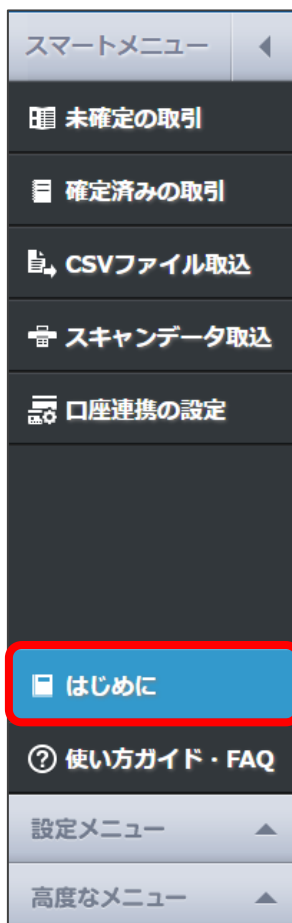 スマートメニュー
未確定の取引
確定済みの取引
CSVファイル取込
スキャンデータ取込
口座連携の設定
はじめに
使い方ガイド・FAQ
設定メニュー
高度なメニュー